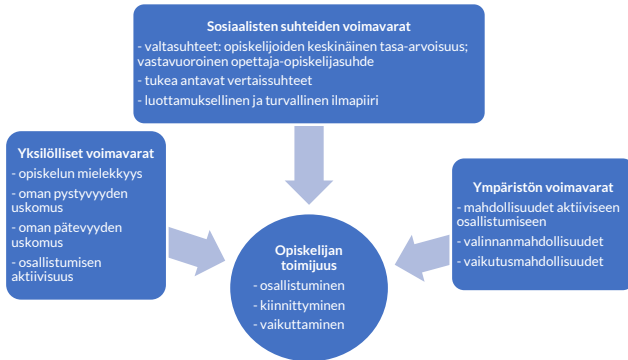 Sosiaalisten suhteiden voimavarat
- valtasuhteet: opiskelijoiden keskinäinen tasa-arvoisuus;
vastavuoroinen opettaja-opiskelijasuhde
- tukea antavat vertaissuhteet
- luottamuksellinen ja turvallinen ilmapiiri
Yksilölliset voimavarat
- opiskelun mielekkyys
- oman pystyvyyden
uskomus
- oman pätevyyden
uskomus
- osallistumisen
aktiivisuus
Ympäristön voimavarat
- mahdollisuudet aktiiviseen
osallistumiseen
- valinnanmahdollisuudet
- vaikutusmahdollisuudet
Opiskelijan
toimijuus
- osallistuminen
- kiinnittyminen
- vaikuttaminen